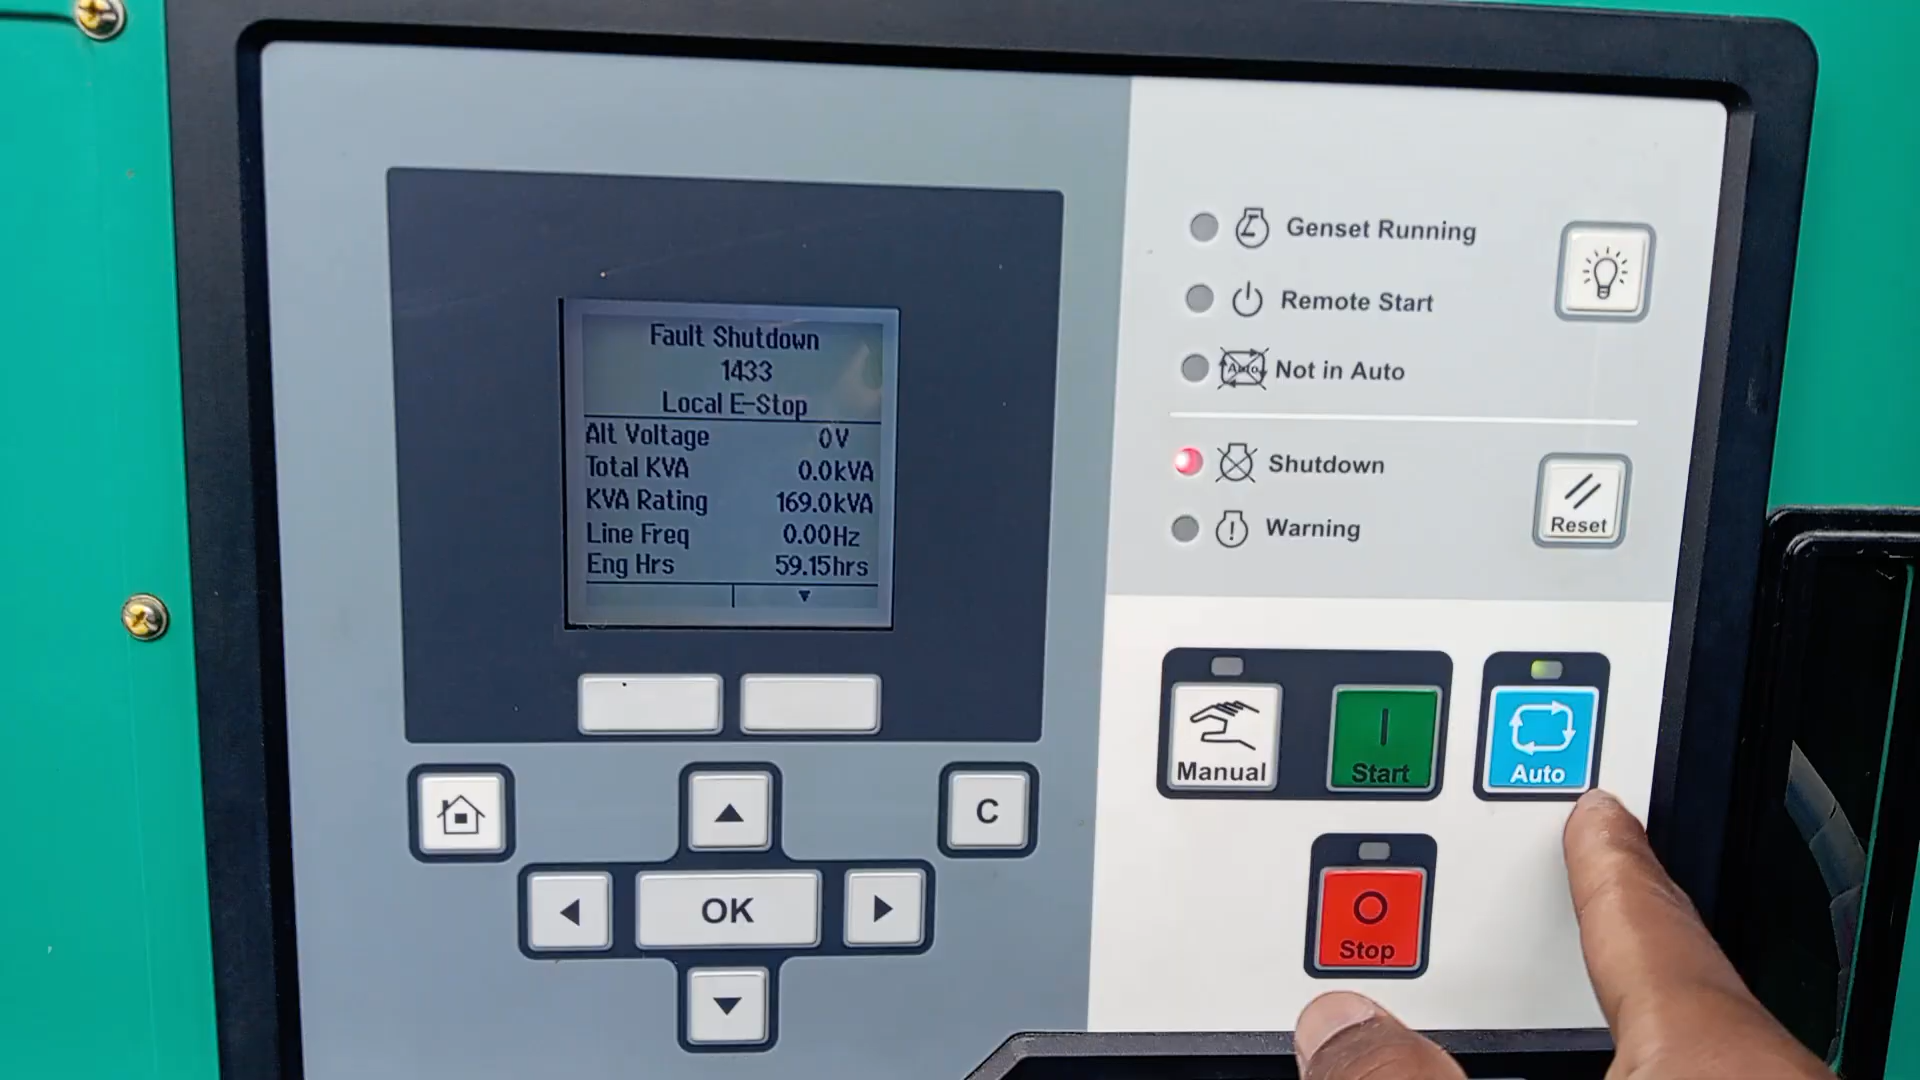 Fault Shutdown
1433
Local E-Stop
Alt Voltage 0V
Total KVA 0.0kVA
KVA Rating 169.0kVA
Line Freq 0.00Hz
Eng Hrs 59.15hrs
Genset Running
Remote Start
Auto
Not in Auto
Shutdown
Warning
Reset
Manual
Start
Auto
C
OK
Stop